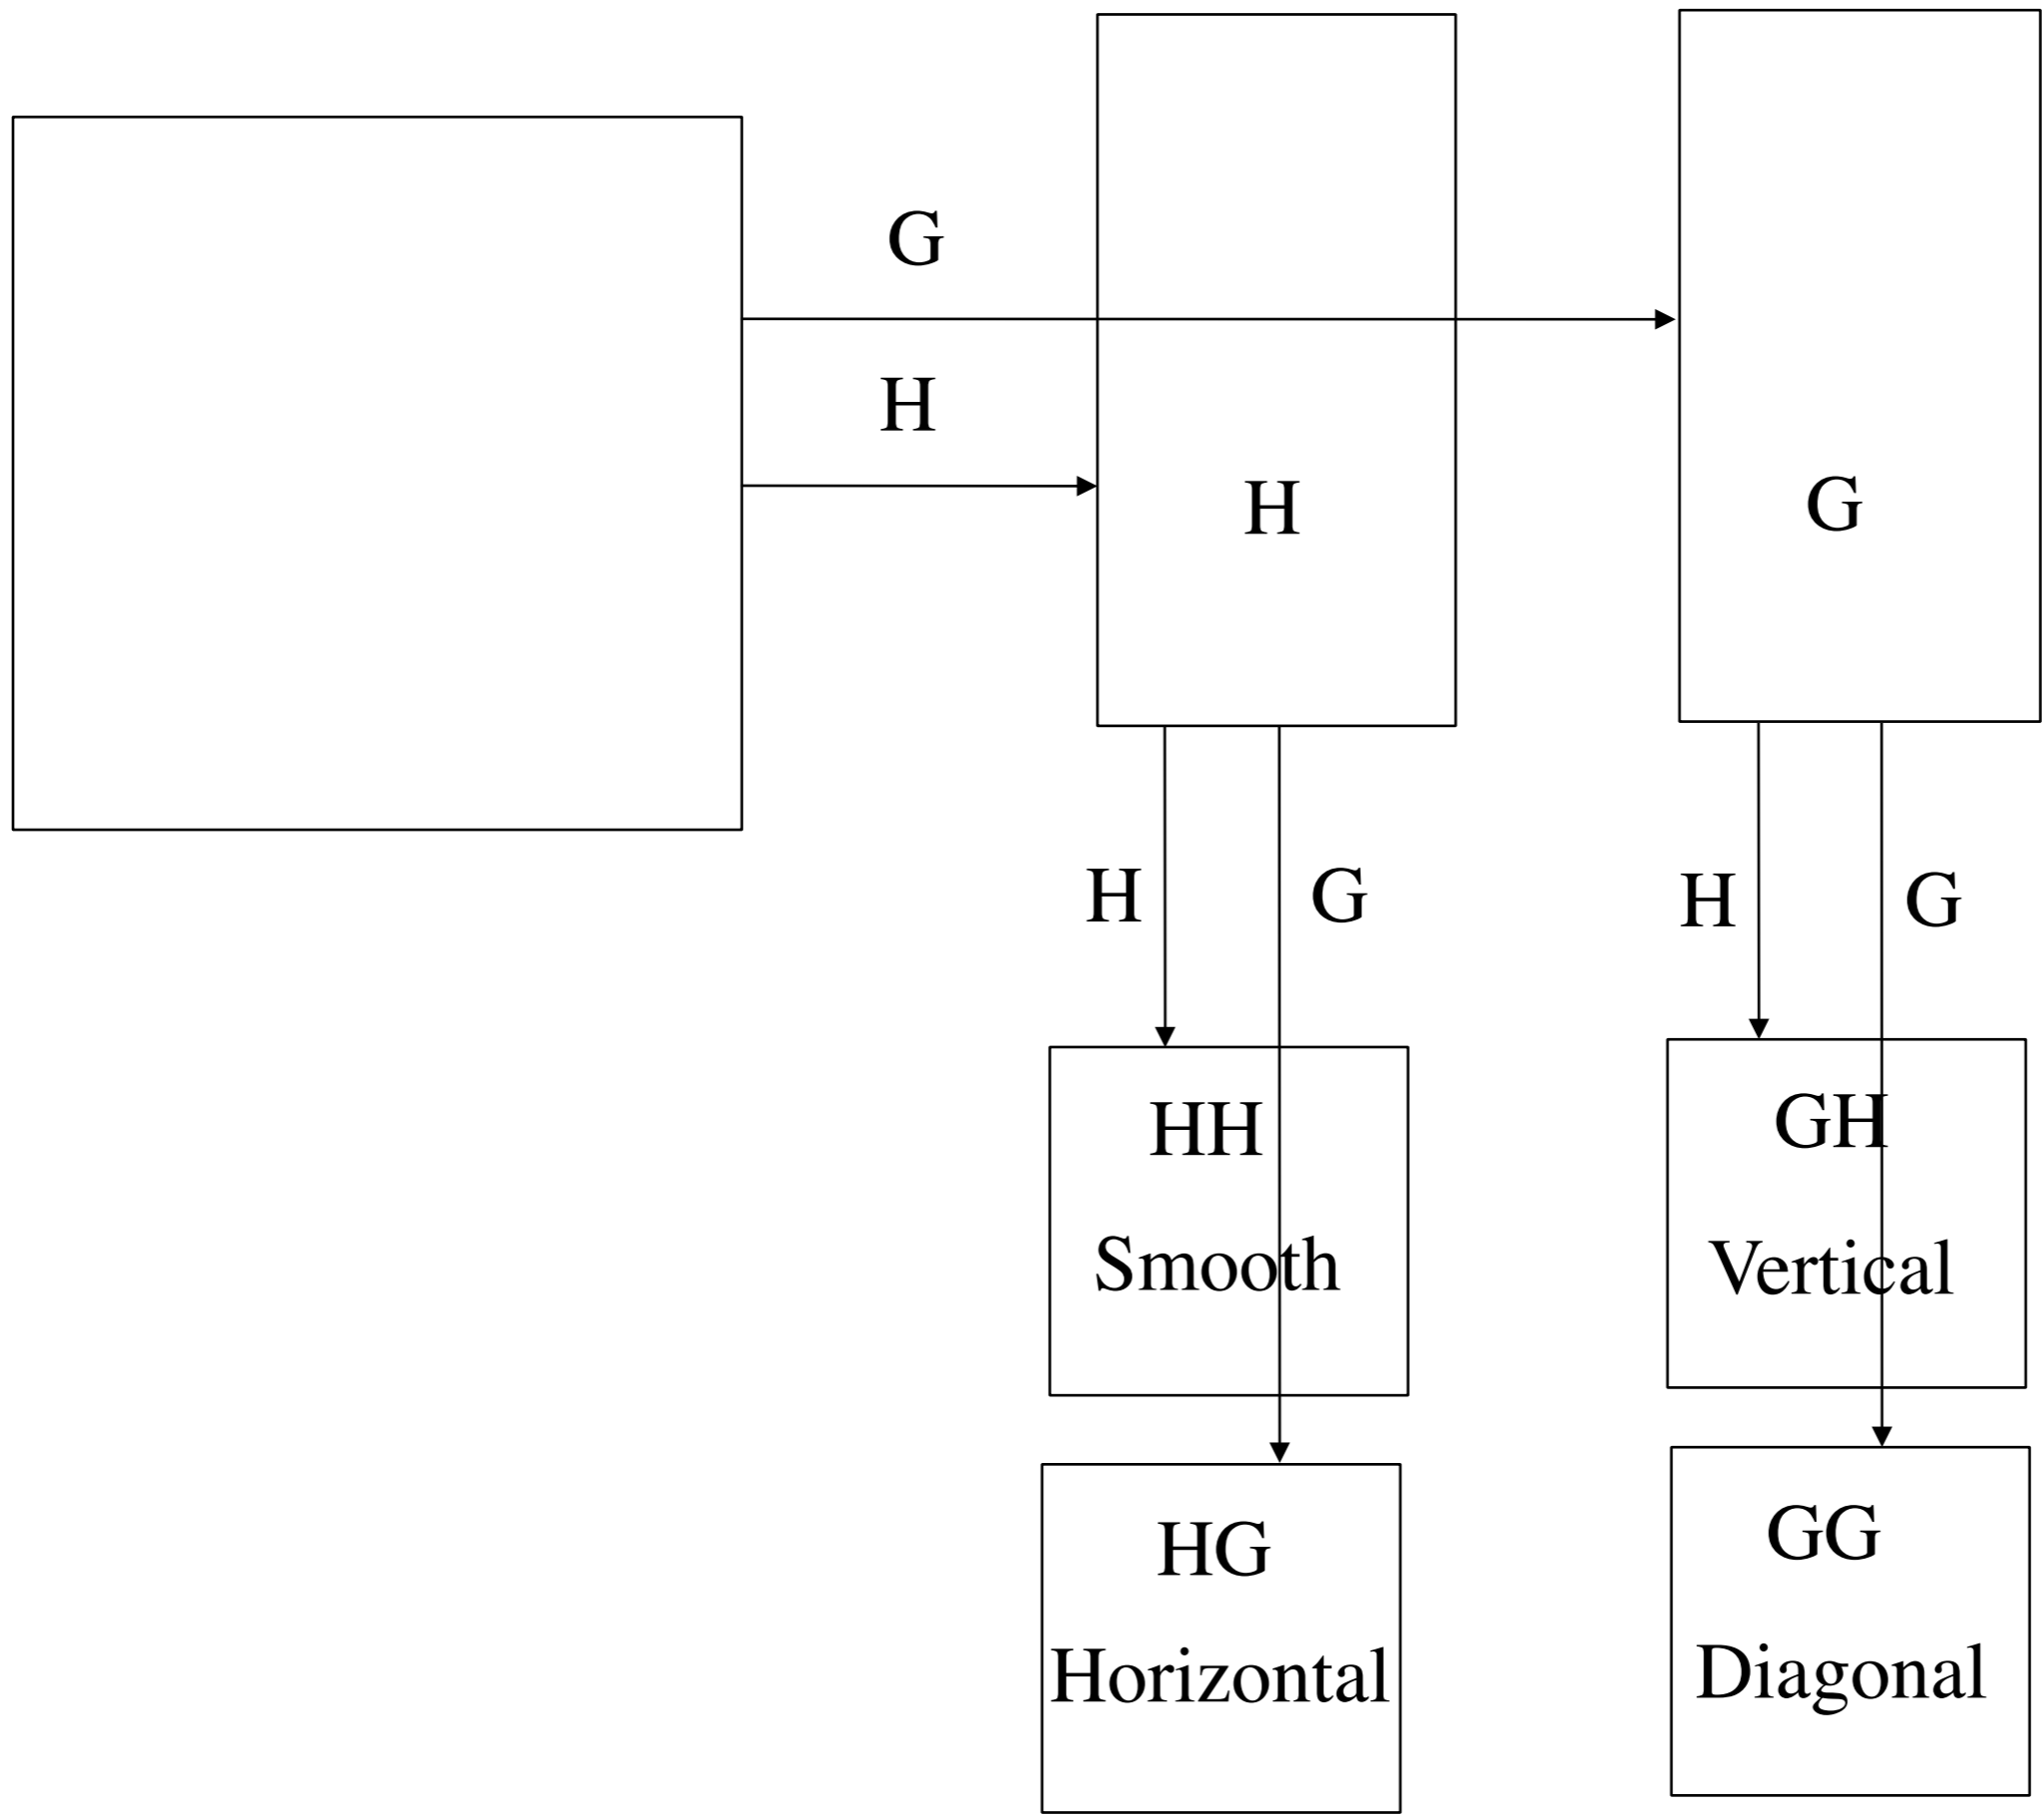 G
H
H
G
H
G
H
G
HH
Smooth
GH
Vertical
HG
Horizontal
GG
Diagonal